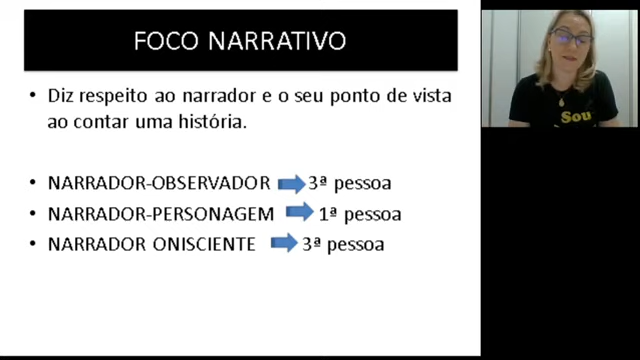 FOCO NARRATIVO
• Diz respeito ao narrador e o seu ponto de vista
ao contar uma história.
• NARRADOR-OBSERVADOR 3ª pessoa
• NARRADOR-PERSONAGEM 1ª pessoa
• NARRADOR ONISCIENTE 3ª pessoa
Sou